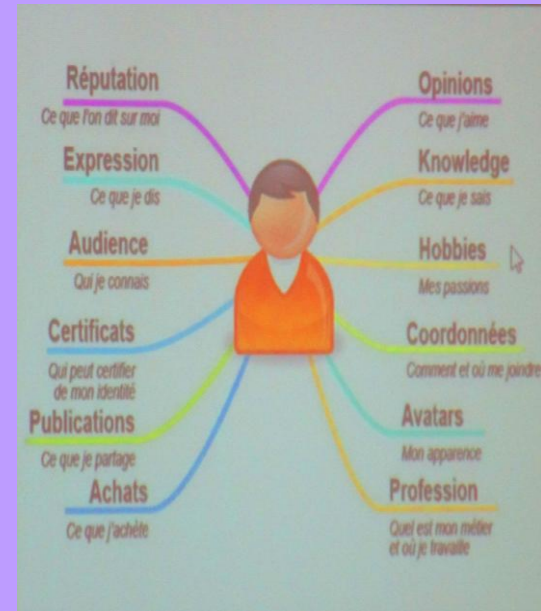 Réputation
Ce que l'on dit sur moi
Expression
Ce que je dis
Audience
Qui je connais
Certificats
Qui peut certifier
de mon identité
Publications
Ce que je partage
Achats
Ce que j'achète
Opinions
Ce que j'aime
Knowledge
Ce que je sais
Hobbies
Mes passions
Coordonnées
Comment et où me joindre
Avatars
Mon apparence
Profession
Quel est mon métier
et où je travaille